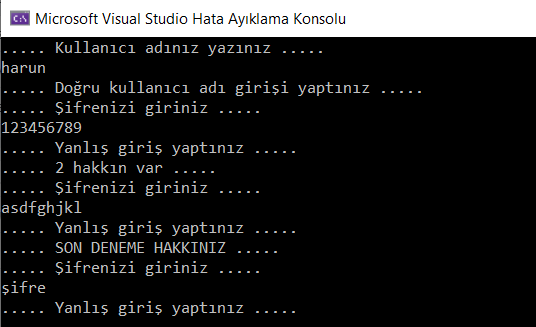 C:\ Microsoft Visual Studio Hata Ayıklama Konsolu
..... Kullanıcı adınız yazınız .....
harun
..... Doğru kullanıcı adı girişi yaptınız .....
..... Şifrenizi giriniz .....
123456789
..... Yanlış giriş yaptınız .....
..... 2 hakkın var .....
..... Şifrenizi giriniz .....
asdfghjkl
..... Yanlış giriş yaptınız .....
..... SON DENEME HAKKINIZ .....
..... Şifrenizi giriniz .....
şifre
..... Yanlış giriş yaptınız .....